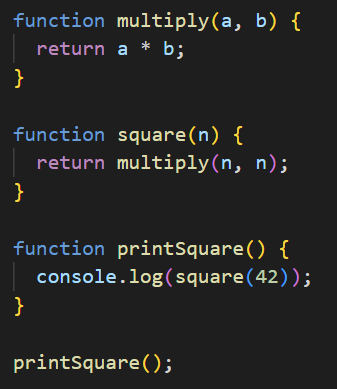 function multiply(a, b) {
  return a * b;
}

function square(n) {
  return multiply(n, n);
}

function printSquare() {
  console.log(square(42));
}

printSquare();